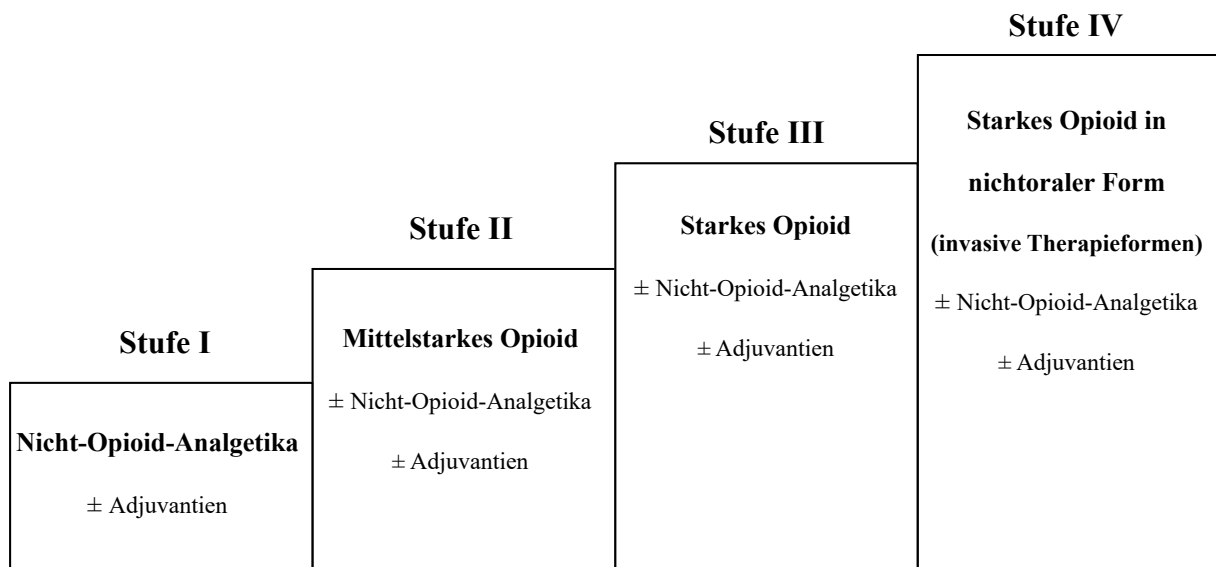 Stufe I
Nicht-Opioid-Analgetika
± Adjuvantien
Stufe II
Mittelstarkes Opioid
± Nicht-Opioid-Analgetika
± Adjuvantien
Stufe III
Starkes Opioid
± Nicht-Opioid-Analgetika
± Adjuvantien
Stufe IV
Starkes Opioid in
nichtoraler Form
(invasive Therapieformen)
± Nicht-Opioid-Analgetika
± Adjuvantien